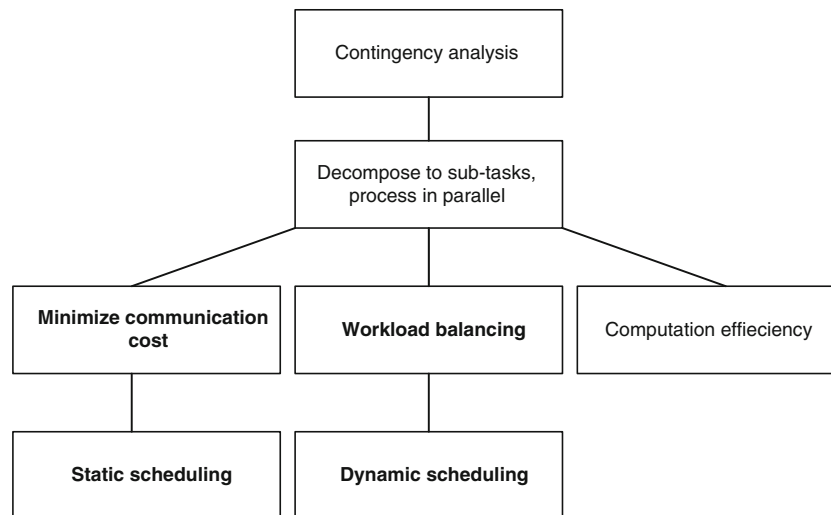 Contingency analysis
Decompose to sub-tasks,
process in parallel
Minimize communication
cost
Workload balancing
Computation effieciency
Static scheduling
Dynamic scheduling